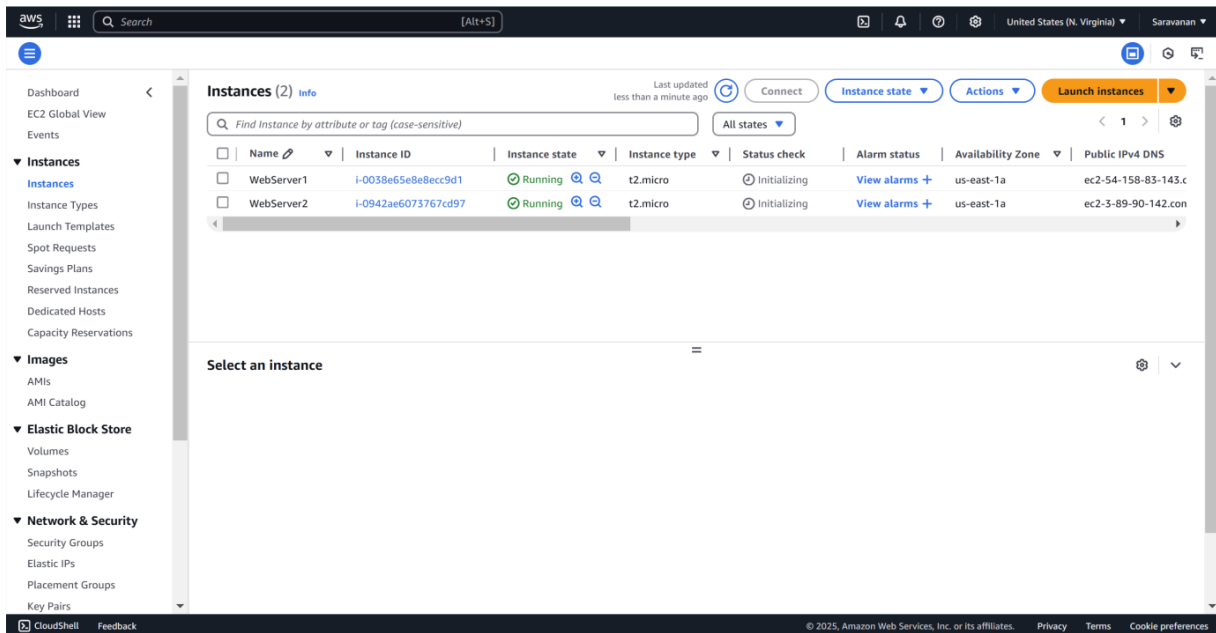 aws
Search [Alt+S] United States (N. Virginia) Saravanan
Dashboard
EC2 Global View
Events
Instances
Instances
Instance Types
Launch Templates
Spot Requests
Savings Plans
Reserved Instances
Dedicated Hosts
Capacity Reservations
Images
AMIs
AMI Catalog
Elastic Block Store
Volumes
Snapshots
Lifecycle Manager
Network & Security
Security Groups
Elastic IPs
Placement Groups
Key Pairs
Instances (2) Info
Last updated
less than a minute ago
Connect Instance state Actions Launch instances
Find Instance by attribute or tag (case-sensitive) All states 1
Name Instance ID Instance state Instance type Status check Alarm status Availability Zone Public IPv4 DNS
WebServer1 i-0038e65e8e8ecc9d1 Running t2.micro Initializing View alarms + us-east-1a ec2-54-158-83-143.c
WebServer2 i-0942ae6073767cd97 Running t2.micro Initializing View alarms + us-east-1a ec2-3-89-90-142.con
Select an instance
CloudShell Feedback © 2025, Amazon Web Services, Inc. or its affiliates. Privacy Terms Cookie preferences